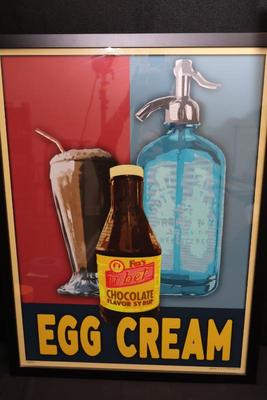 Fox's
u-bet
CHOCOLATE
FLAVOR SYRUP
EGG CREAM